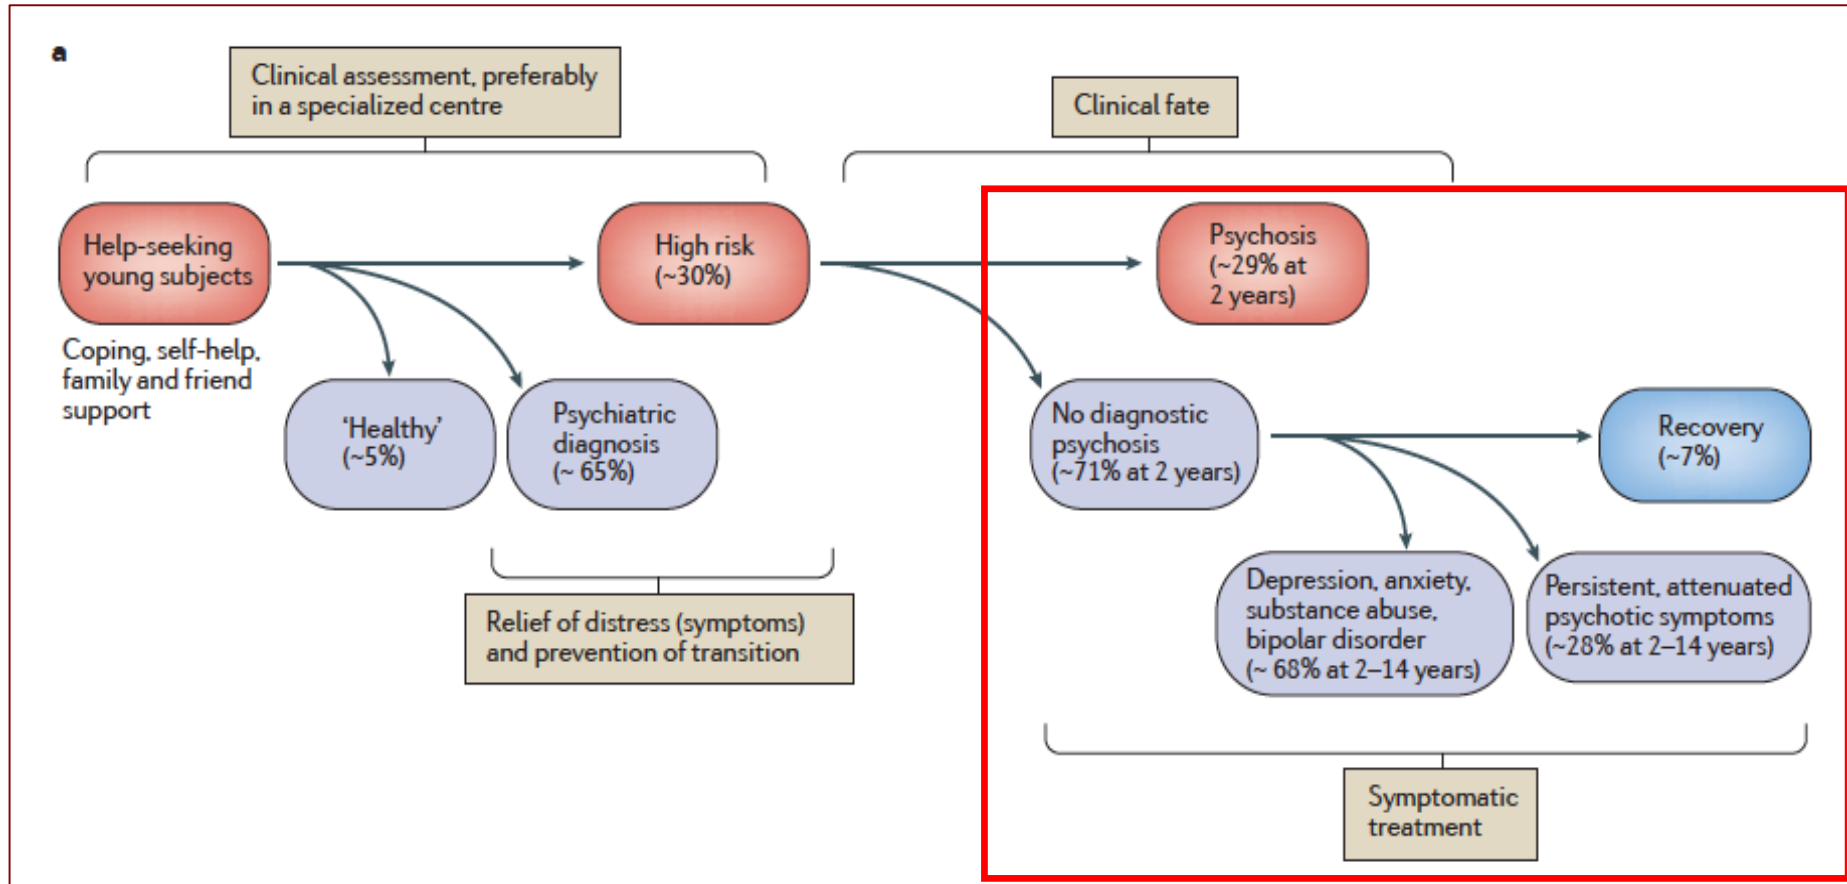 a
Clinical assessment, preferably
in a specialized centre
Clinical fate
Help-seeking
young subjects
High risk
(~30%)
Psychosis
(~29% at
2 years)
Coping, self-help,
family and friend
support
'Healthy'
(~5%)
Psychiatric
diagnosis
(~ 65%)
No diagnostic
psychosis
(~71% at 2 years)
Recovery
(~7%)
Relief of distress (symptoms)
and prevention of transition
Depression, anxiety,
substance abuse,
bipolar disorder
(~ 68% at 2–14 years)
Persistent, attenuated
psychotic symptoms
(~28% at 2–14 years)
Symptomatic
treatment